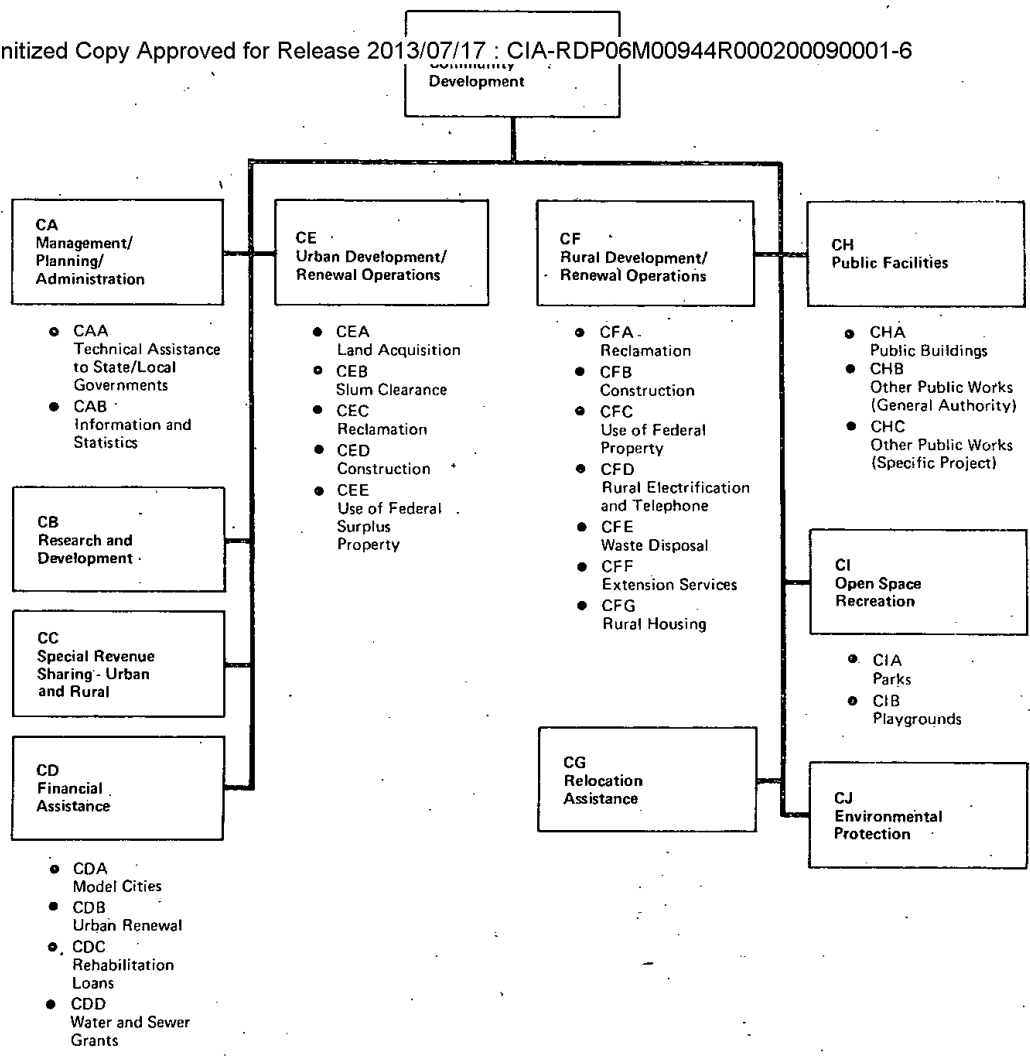 nitized Copy Approved for Release 2013/07/17 : CIA-RDP06M00944R000200090001-6
Community
Development
CA
Management/
Planning/
Administration
• CAA
Technical Assistance
to State/Local
Governments
• CAB
Information and
Statistics
CB
Research and
Development
CC
Special Revenue
Sharing - Urban
and Rural
CD
Financial
Assistance
• CDA
Model Cities
• CDB
Urban Renewal
• CDC
Rehabilitation
Loans
• CDD
Water and Sewer
Grants
CE
Urban Development/
Renewal Operations
• CEA
Land Acquisition
• CEB
Slum Clearance
• CEC
Reclamation
• CED
Construction
• CEE
Use of Federal
Surplus
Property
CF
Rural Development/
Renewal Operations
• CFA
Reclamation
• CFB
Construction
• CFC
Use of Federal
Property
• CFD
Rural Electrification
and Telephone
• CFE
Waste Disposal
• CFF
Extension Services
• CFG
Rural Housing
CG
Relocation
Assistance
CH
Public Facilities
• CHA
Public Buildings
• CHB
Other Public Works
(General Authority)
• CHC
Other Public Works
(Specific Project)
CI
Open Space
Recreation
• CIA
Parks
• CIB
Playgrounds
CJ
Environmental
Protection